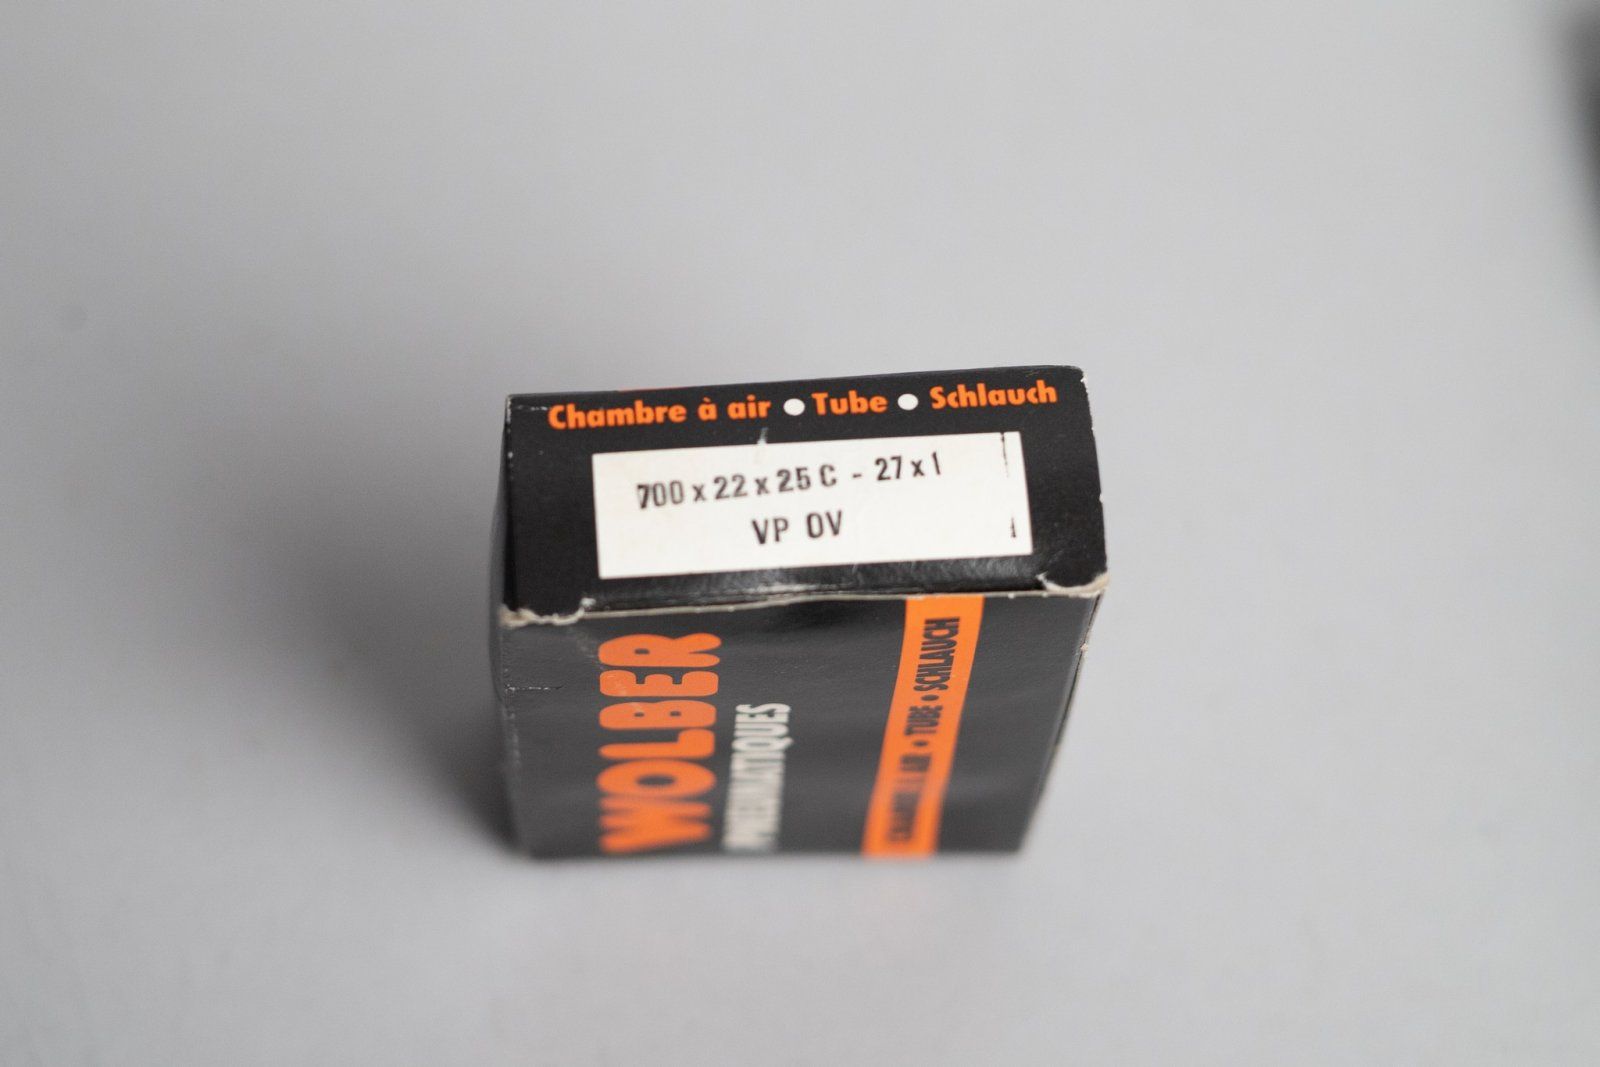 Chambre à air • Tube • Schlauch
700 x 22 x 25 C - 27 x 1
VP OV
WOLBER
PNEUMATIQUES
CHAMBRE À AIR • TUBE • SCHLAUCH